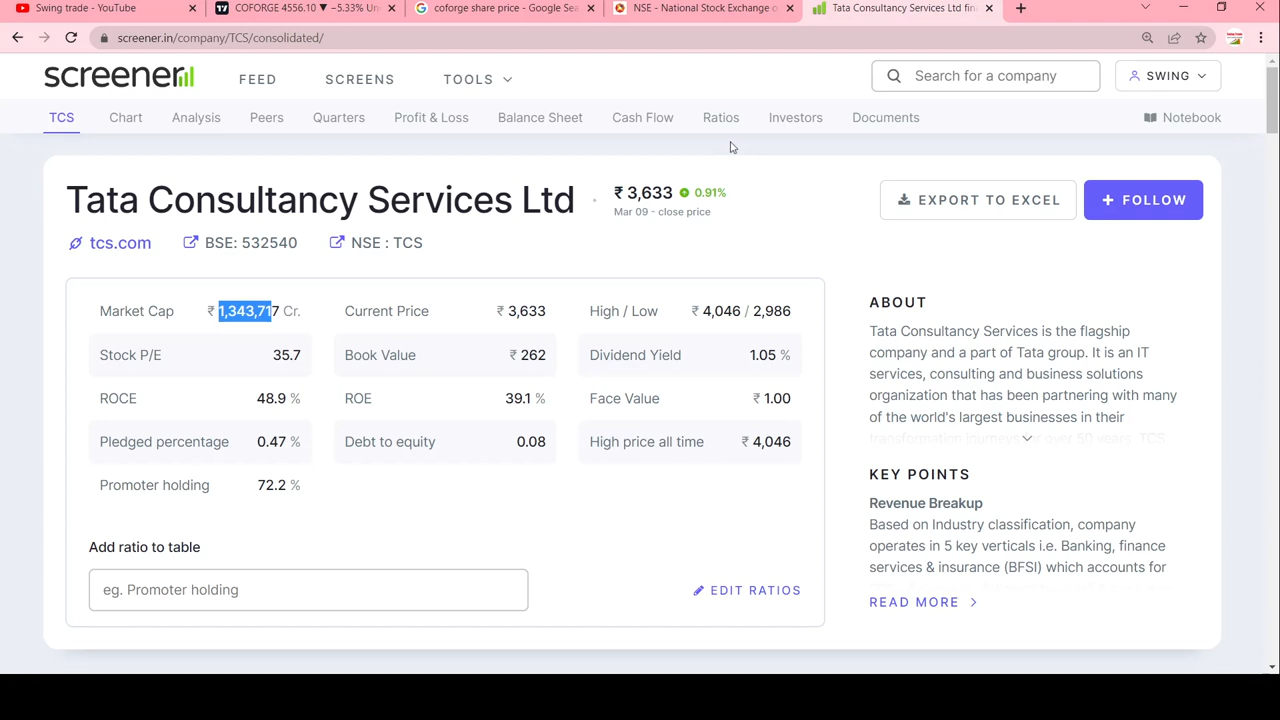 Swing trade - YouTube
COFORGE 4556.10 ▼ −5.33% Un
coforge share price - Google Sea
NSE - National Stock Exchange o
Tata Consultancy Services Ltd fin
screener.in/company/TCS/consolidated/
screener
FEED
SCREENS
TOOLS
Search for a company
SWING
TCS
Chart
Analysis
Peers
Quarters
Profit & Loss
Balance Sheet
Cash Flow
Ratios
Investors
Documents
Notebook
Tata Consultancy Services Ltd
₹ 3,633 0.91%
Mar 09 - close price
EXPORT TO EXCEL
FOLLOW
tcs.com
BSE: 532540
NSE : TCS
Market Cap ₹ 1,343,717 Cr.
Current Price ₹ 3,633
High / Low ₹ 4,046 / 2,986
Stock P/E 35.7
Book Value ₹ 262
Dividend Yield 1.05 %
ROCE 48.9 %
ROE 39.1 %
Face Value ₹ 1.00
Pledged percentage 0.47 %
Debt to equity 0.08
High price all time ₹ 4,046
Promoter holding 72.2 %
Add ratio to table
eg. Promoter holding
EDIT RATIOS
ABOUT
Tata Consultancy Services is the flagship
company and a part of Tata group. It is an IT
services, consulting and business solutions
organization that has been partnering with many
of the world's largest businesses in their
transformation journeys for over 50 years. TCS
KEY POINTS
Revenue Breakup
Based on Industry classification, company
operates in 5 key verticals i.e. Banking, finance
services & insurance (BFSI) which accounts for
READ MORE